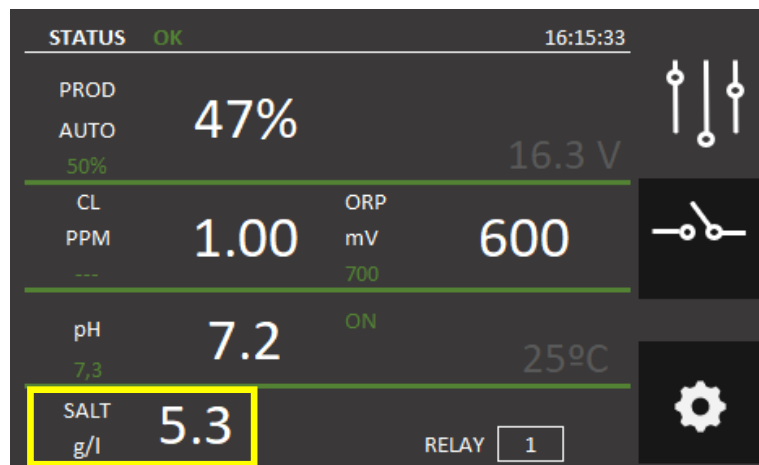 STATUS OK 16:15:33
PROD
AUTO 47%
50% 16.3 V
CL ORP
PPM 1.00 mV 600
--- 700
pH 7.2 ON
7,3 25ºC
SALT 5.3
g/l RELAY 1